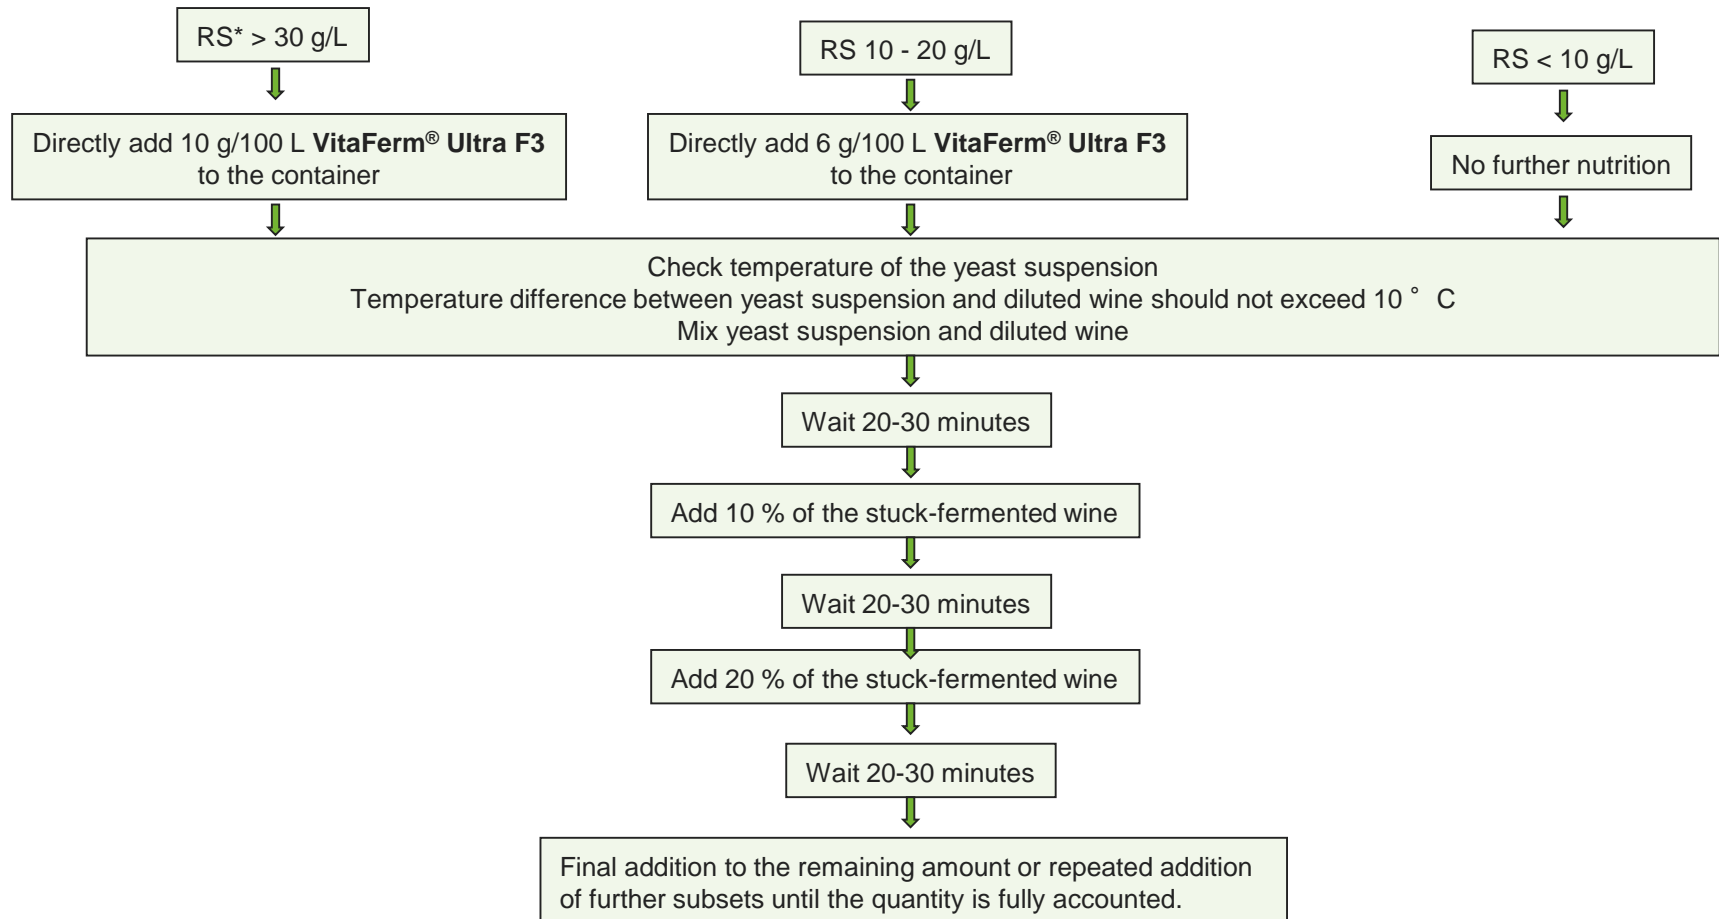 RS* > 30 g/L
RS 10 - 20 g/L
RS < 10 g/L
Directly add 10 g/100 L VitaFerm® Ultra F3
to the container
Directly add 6 g/100 L VitaFerm® Ultra F3
to the container
No further nutrition
Check temperature of the yeast suspension
Temperature difference between yeast suspension and diluted wine should not exceed 10 ° C
Mix yeast suspension and diluted wine
Wait 20-30 minutes
Add 10 % of the stuck-fermented wine
Wait 20-30 minutes
Add 20 % of the stuck-fermented wine
Wait 20-30 minutes
Final addition to the remaining amount or repeated addition
of further subsets until the quantity is fully accounted.